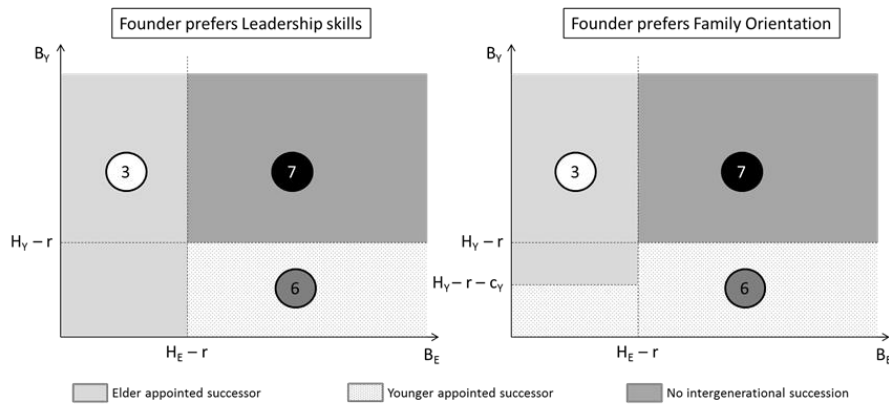 Founder prefers Leadership skills
B_Y
3
7
H_Y – r
6
H_E – r
B_E
Founder prefers Family Orientation
B_Y
3
7
H_Y – r
H_Y – r – c_Y
6
H_E – r
B_E
Elder appointed successor
Younger appointed successor
No intergenerational succession